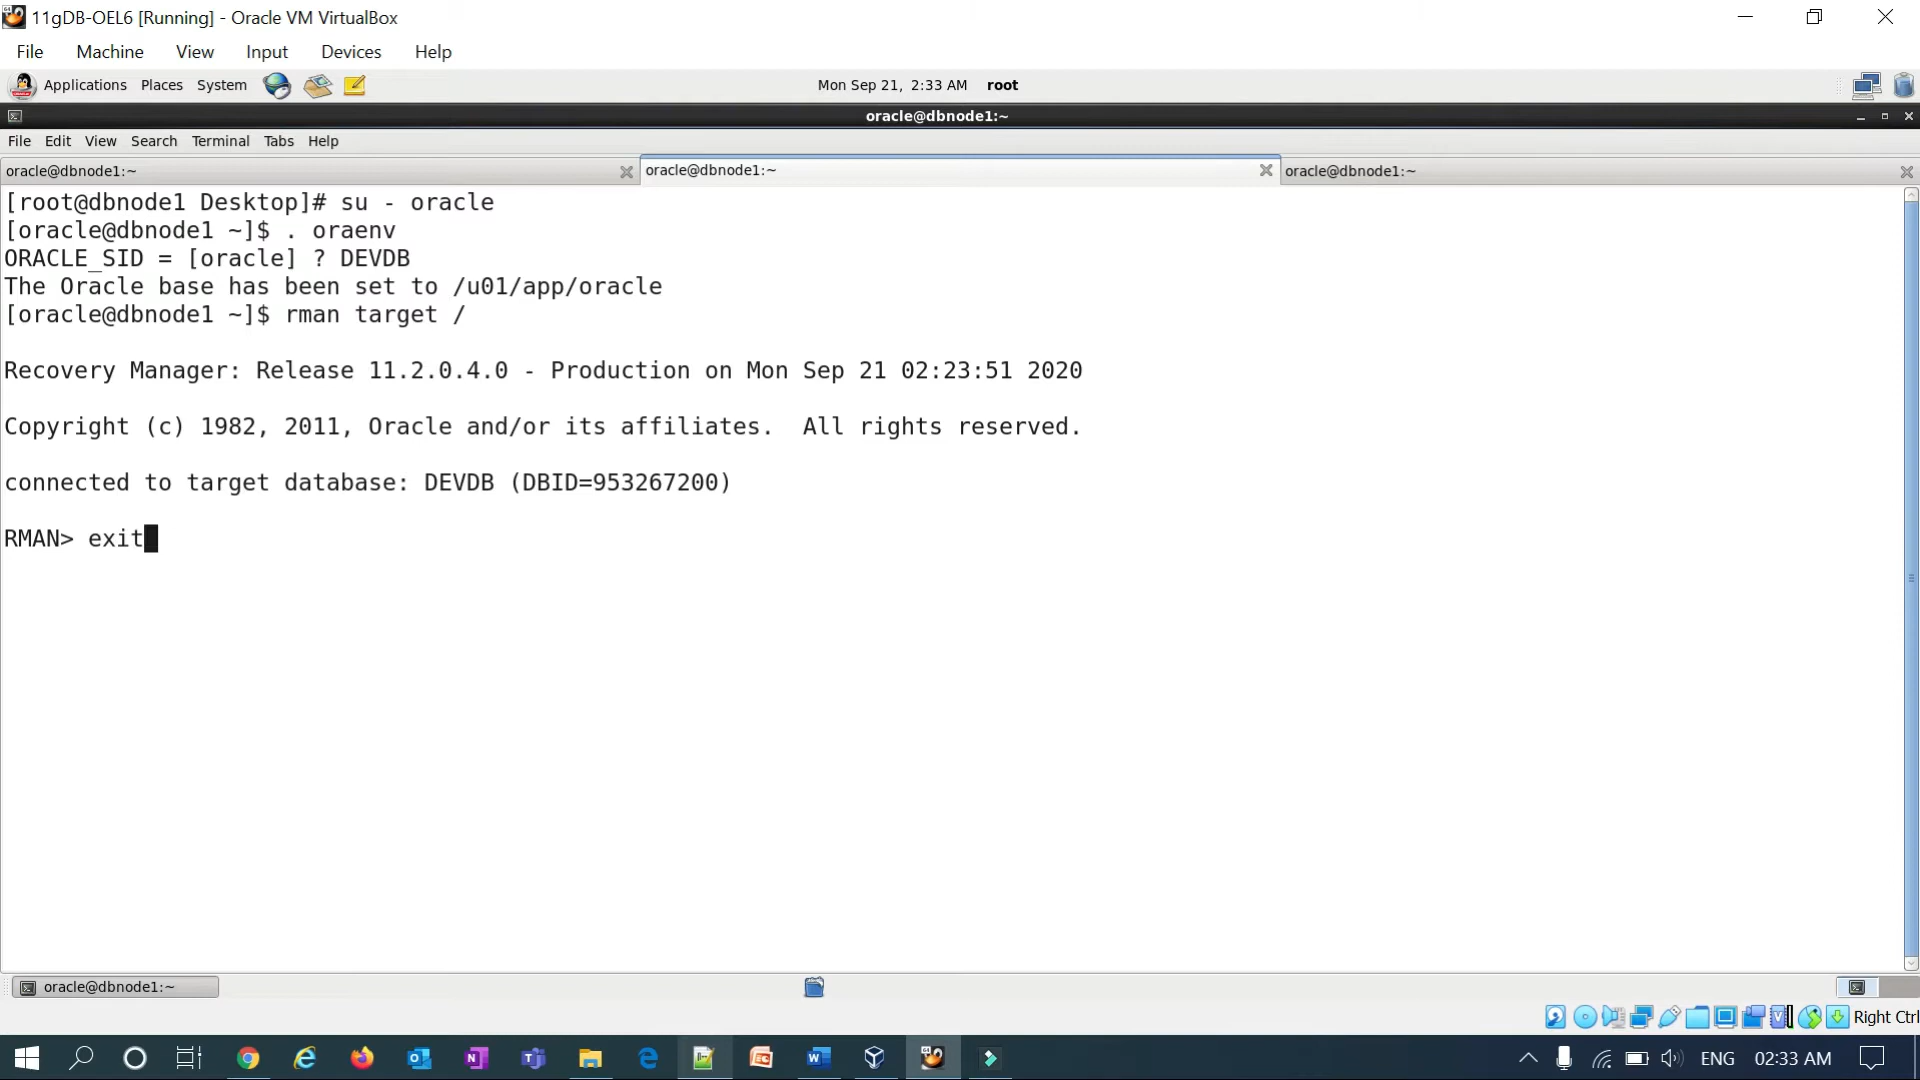 11gDB-OEL6 [Running] - Oracle VM VirtualBox
File Machine View Input Devices Help
Applications Places System Mon Sep 21, 2:33 AM root
oracle@dbnode1:~
File Edit View Search Terminal Tabs Help
oracle@dbnode1:~ oracle@dbnode1:~ oracle@dbnode1:~
[root@dbnode1 Desktop]# su - oracle
[oracle@dbnode1 ~]$ . oraenv
ORACLE_SID = [oracle] ? DEVDB
The Oracle base has been set to /u01/app/oracle
[oracle@dbnode1 ~]$ rman target /
Recovery Manager: Release 11.2.0.4.0 - Production on Mon Sep 21 02:23:51 2020
Copyright (c) 1982, 2011, Oracle and/or its affiliates.  All rights reserved.
connected to target database: DEVDB (DBID=953267200)
RMAN> exit
oracle@dbnode1:~
Right Ctrl
ENG 02:33 AM